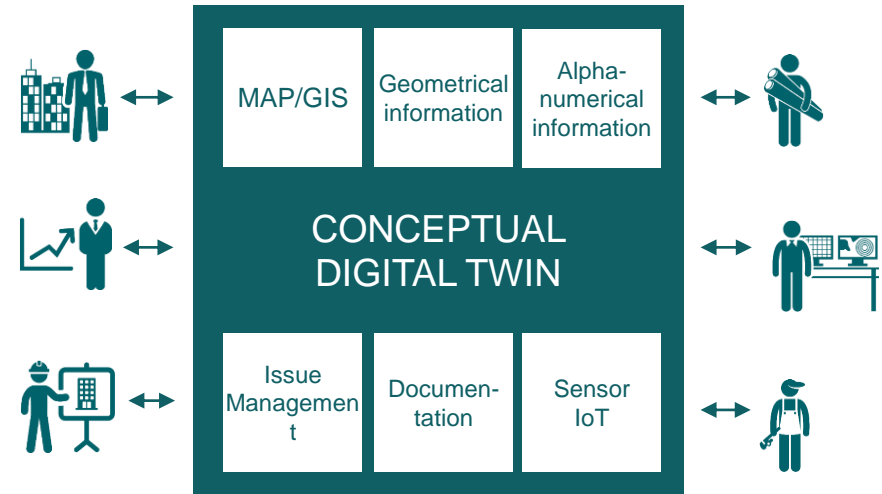 MAP/GIS
Geometrical
information
Alpha-
numerical
information
CONCEPTUAL
DIGITAL TWIN
Issue
Managemen
t
Documen-
tation
Sensor
IoT